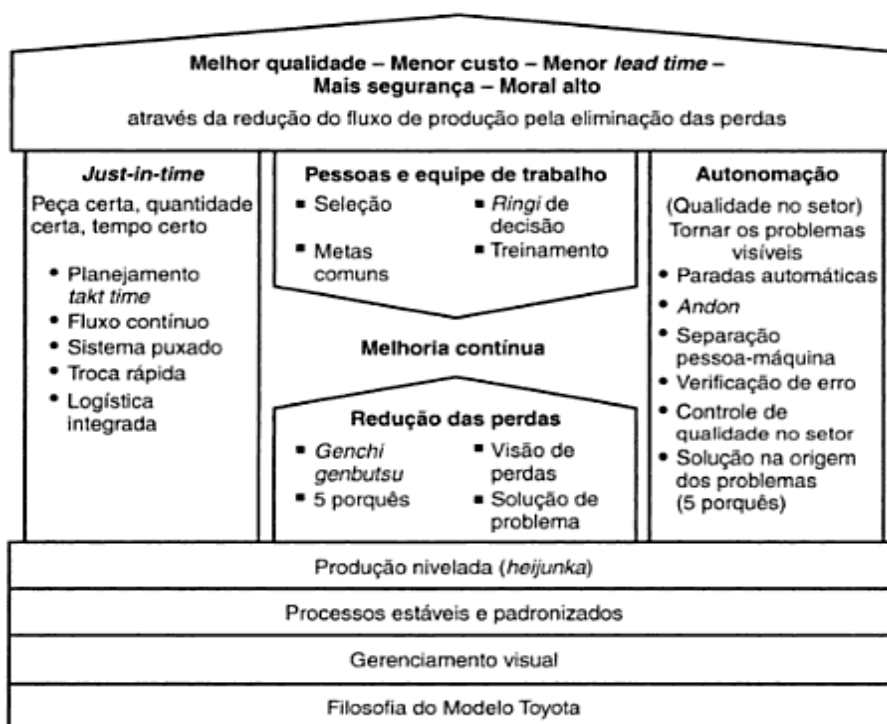 Melhor qualidade – Menor custo – Menor lead time –
Mais segurança – Moral alto
através da redução do fluxo de produção pela eliminação das perdas
Just-in-time
Peça certa, quantidade
certa, tempo certo
• Planejamento
takt time
• Fluxo contínuo
• Sistema puxado
• Troca rápida
• Logística
integrada
Pessoas e equipe de trabalho
▪ Seleção
▪ Metas
comuns
▪ Ringi de
decisão
▪ Treinamento
Melhoria contínua
Redução das perdas
▪ Genchi
genbutsu
▪ 5 porquês
▪ Visão de
perdas
▪ Solução de
problema
Autonomação
(Qualidade no setor)
Tornar os problemas
visíveis
• Paradas automáticas
• Andon
• Separação
pessoa-máquina
• Verificação de erro
• Controle de
qualidade no setor
• Solução na origem
dos problemas
(5 porquês)
Produção nivelada (heijunka)
Processos estáveis e padronizados
Gerenciamento visual
Filosofia do Modelo Toyota